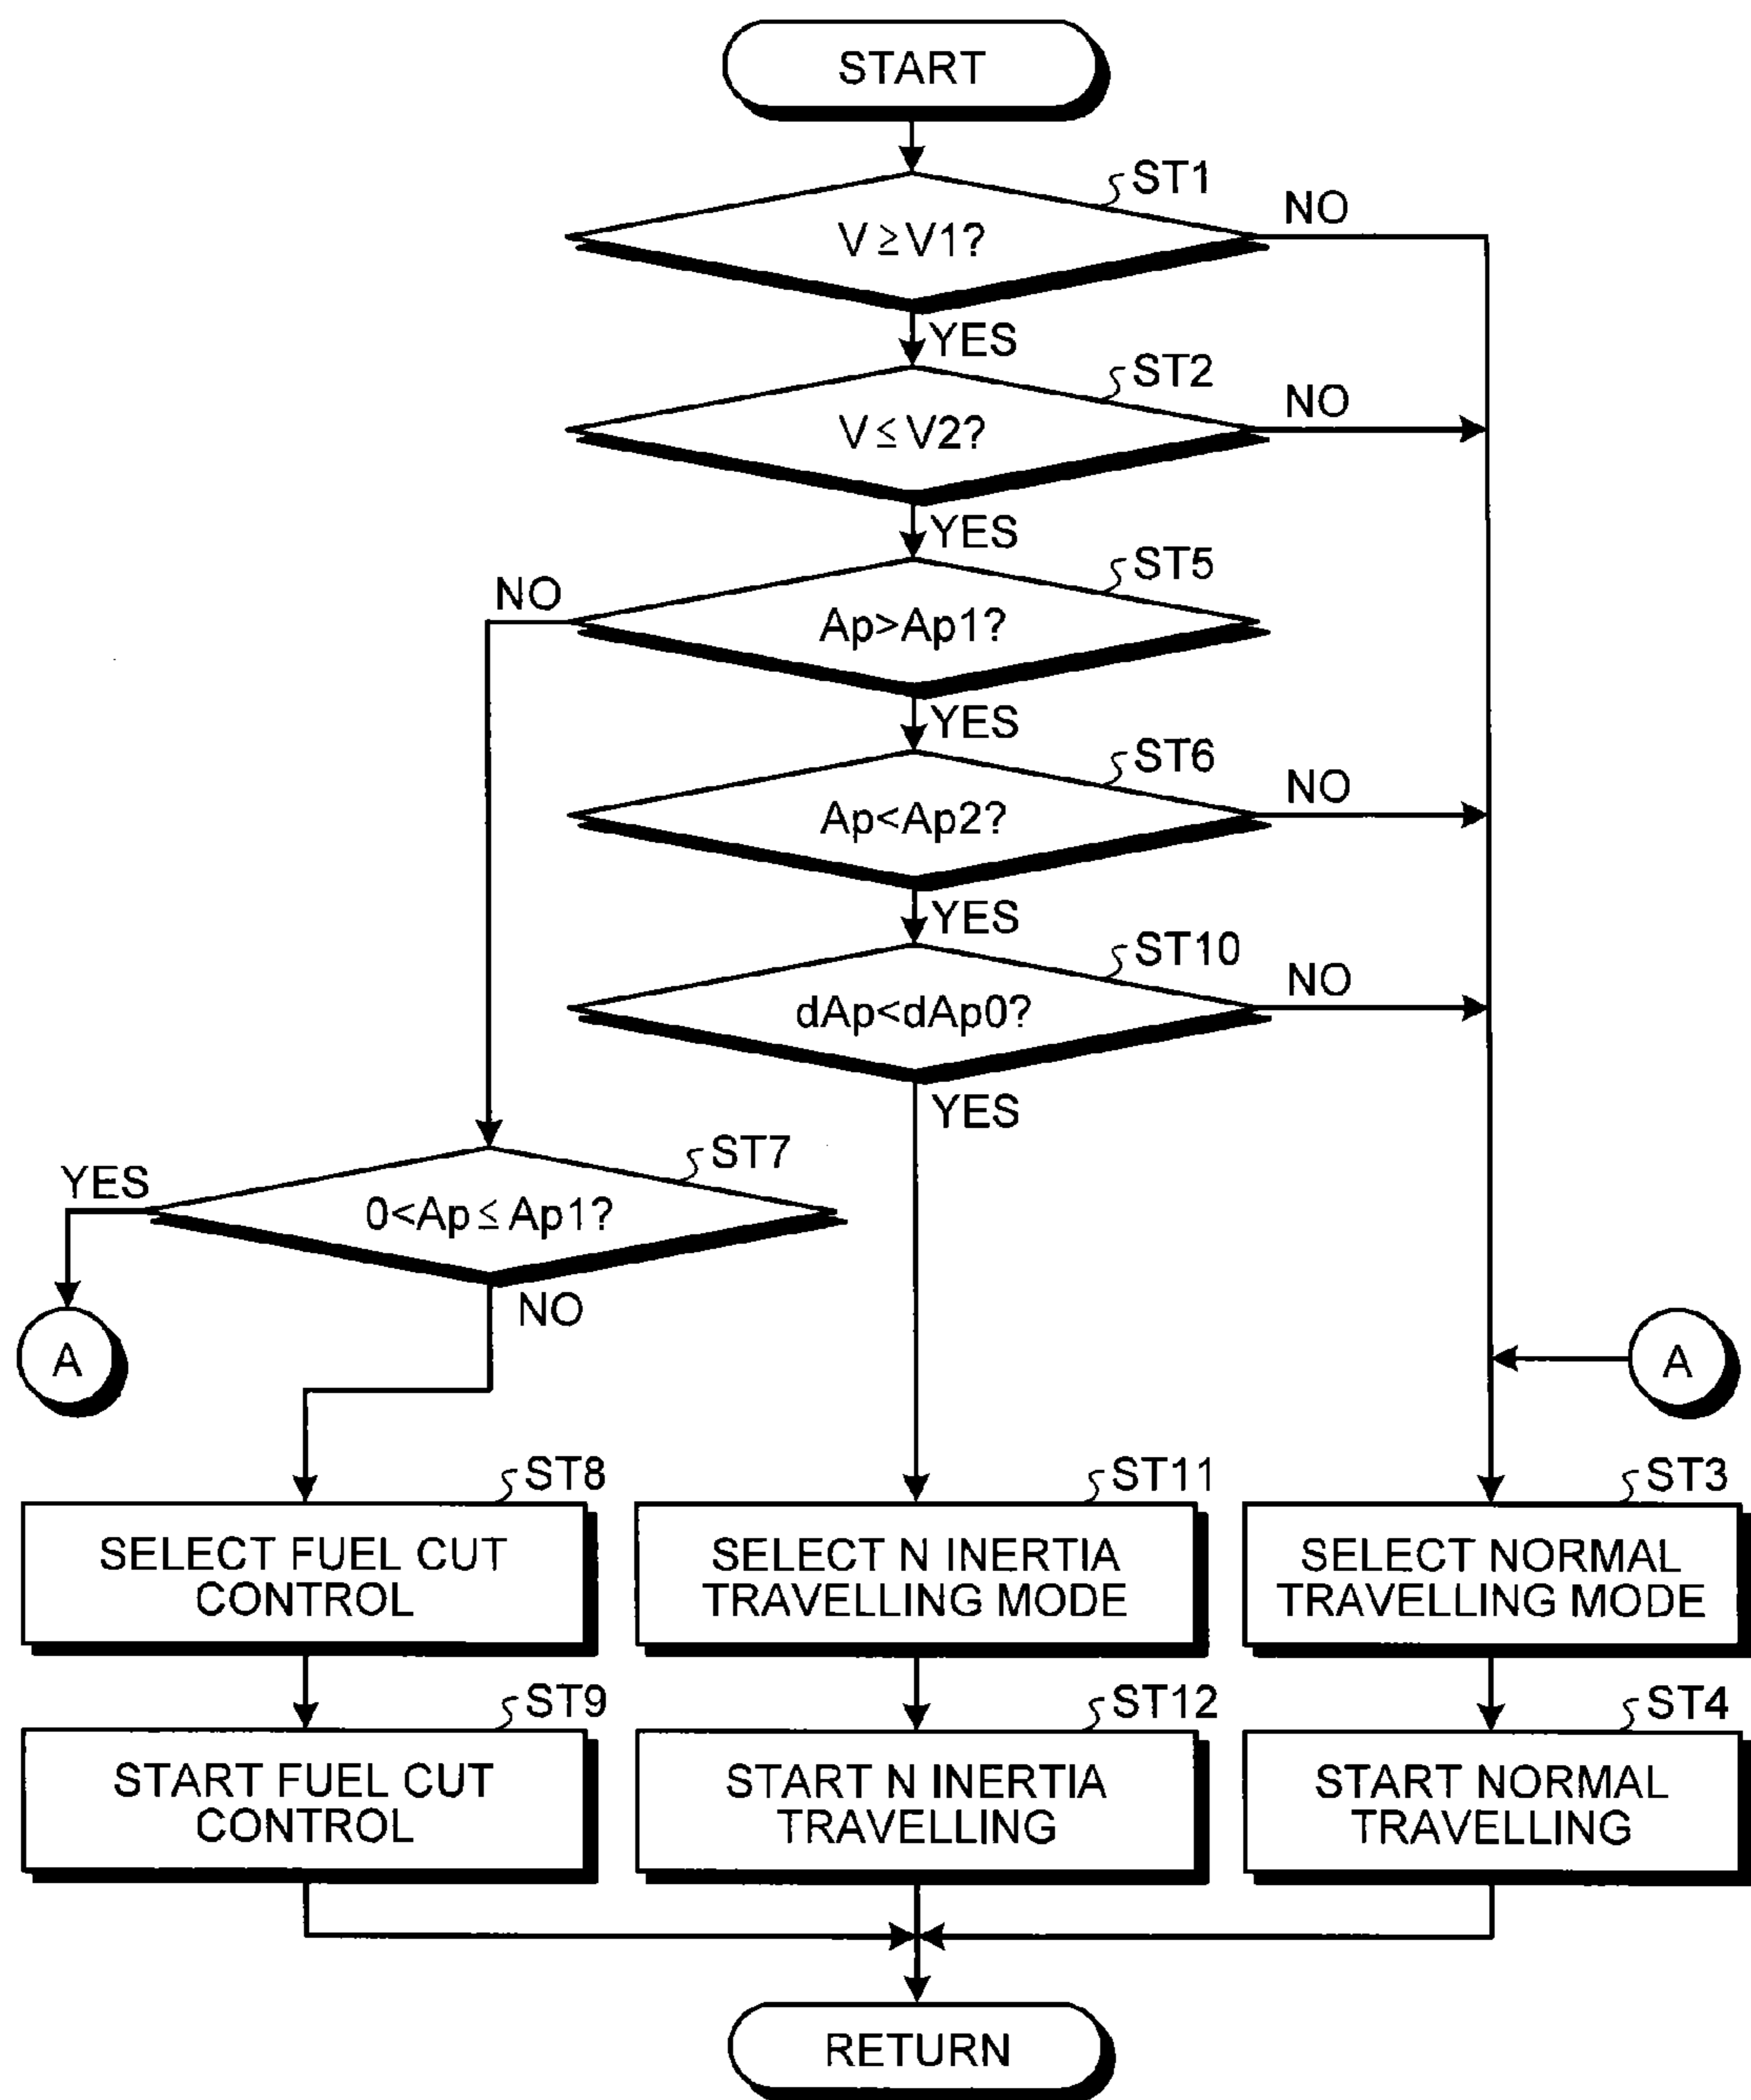 START
ST1
V≧V1?
NO
YES
ST2
V≦V2?
NO
YES
ST5
NO
Ap>Ap1?
YES
ST6
Ap<Ap2?
NO
YES
ST10
dAp<dAp0?
NO
YES
ST7
YES
0<Ap≦Ap1?
NO
A
A
ST8
SELECT FUEL CUT
CONTROL
ST11
SELECT N INERTIA
TRAVELLING MODE
ST3
SELECT NORMAL
TRAVELLING MODE
ST9
START FUEL CUT
CONTROL
ST12
START N INERTIA
TRAVELLING
ST4
START NORMAL
TRAVELLING
RETURN